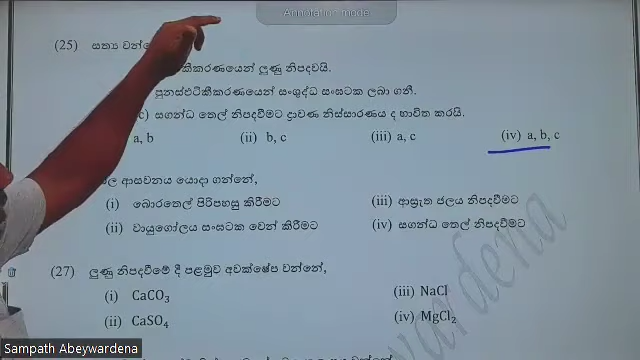 Annotation mode
(25) සත්‍ය වන්නේ
කීකරණයෙන් ලුණු නිපදවයි.
පුනස්ඵටිකීකරණයෙන් සංශුද්ධ සංඝටක ලබා ගනී.
c) සගන්ධ තෙල් නිපදවීමට ද්‍රාවණ නිස්සාරණය ද භාවිත කරයි.
a, b (ii) b, c (iii) a, c (iv) a, b, c
ආසවනය යොදා ගන්නේ,
(i) බොරතෙල් පිරිපහසු කිරීමට (iii) ආස්‍රැත ජලය නිපදවීමට
(ii) වායුගෝලය සංඝටක වෙන් කිරීමට (iv) සගන්ධ තෙල් නිපදවීමට
(27) ලුණු නිපදවීමේ දී පළමුව අවක්ෂේප වන්නේ,
(i) CaCO₃ (iii) NaCl
(ii) CaSO₄ (iv) MgCl₂
wardena
Sampath Abeywardena